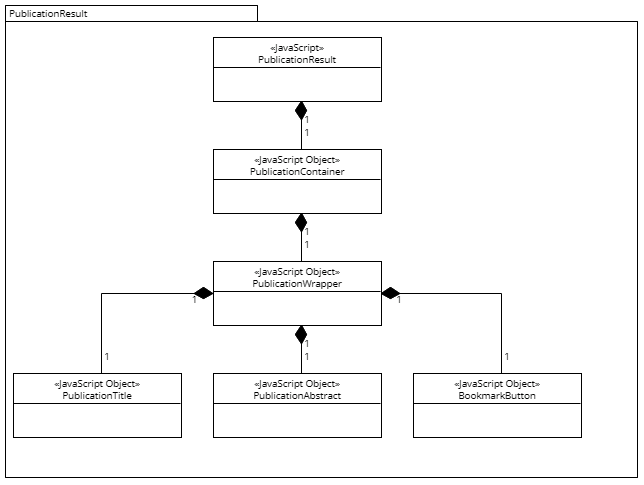 PublicationResult
«JavaScript»
PublicationResult
1
1
«JavaScript Object»
PublicationContainer
1
1
«JavaScript Object»
PublicationWrapper
1
1
1
1
1
1
«JavaScript Object»
PublicationTitle
«JavaScript Object»
PublicationAbstract
«JavaScript Object»
BookmarkButton